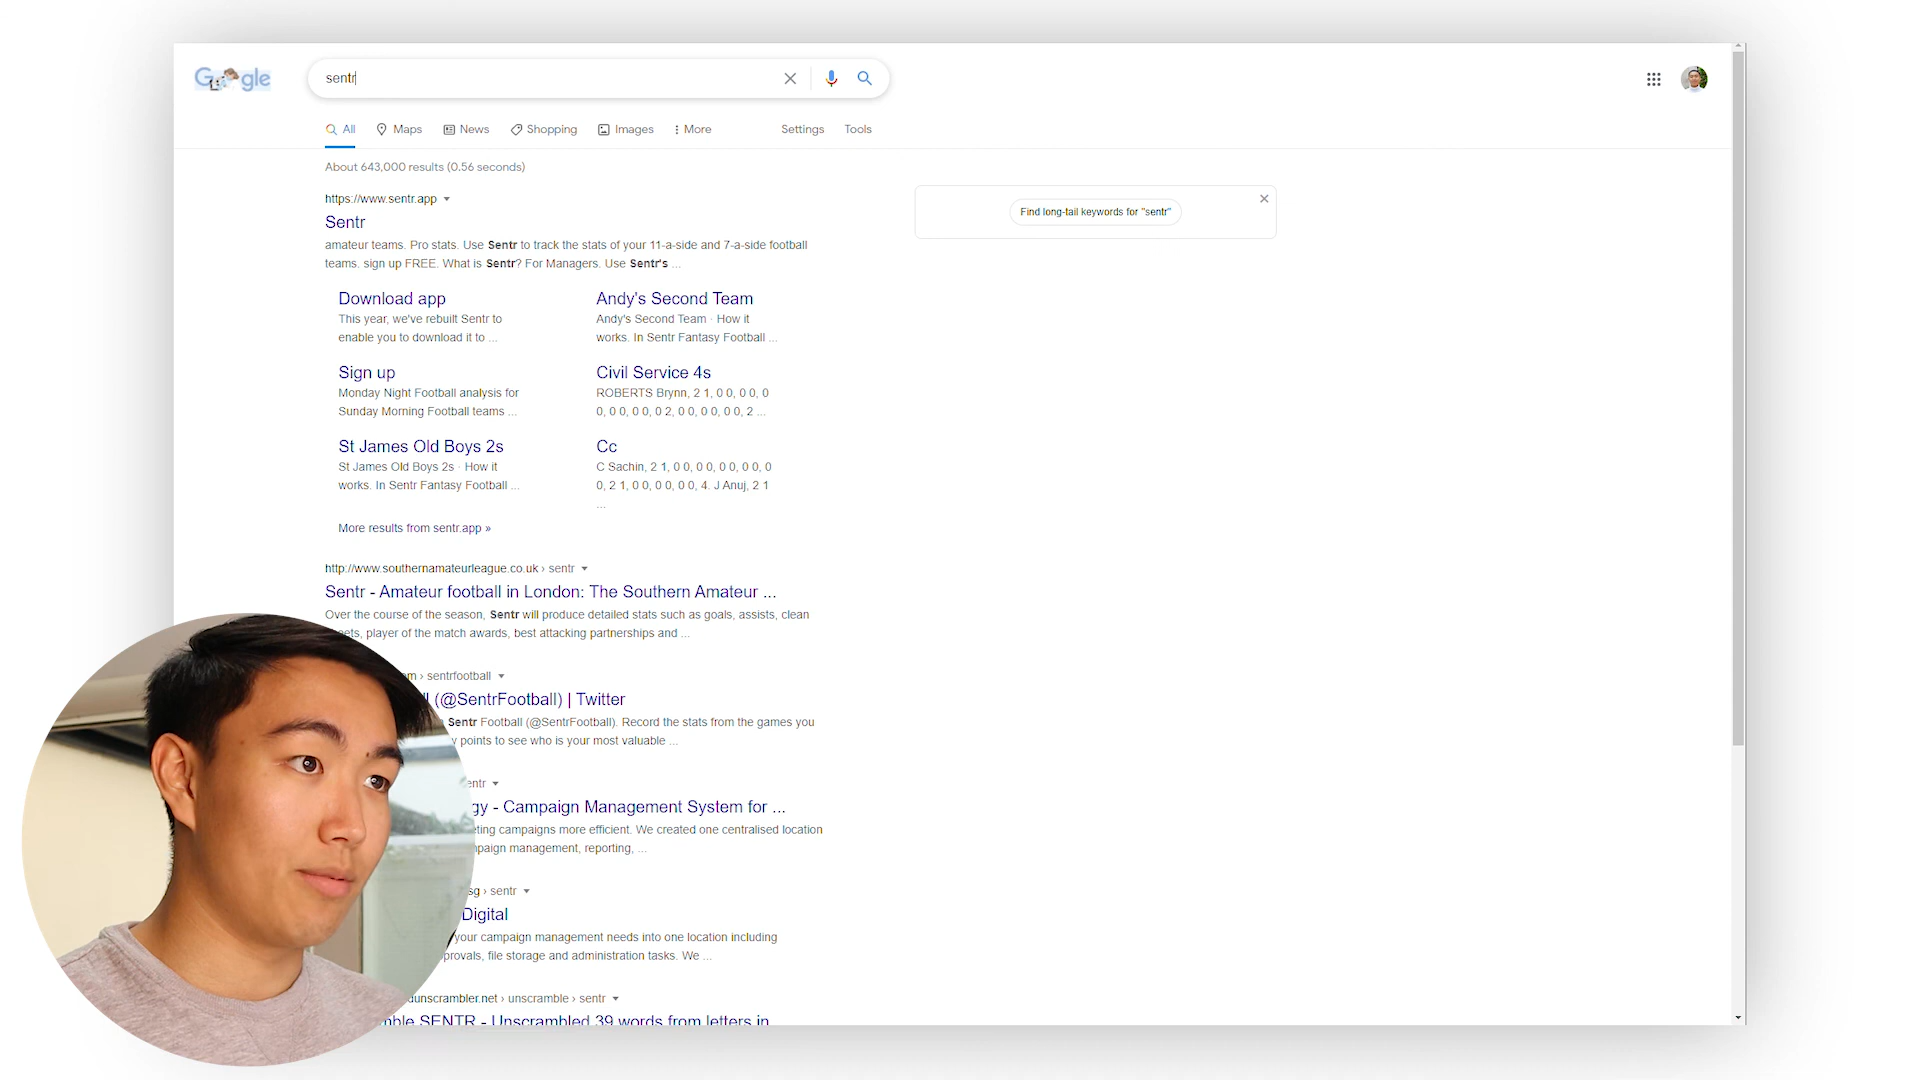 Google
sentr
All Maps News Shopping Images More Settings Tools
About 643,000 results (0.56 seconds)
https://www.sentr.app
Sentr
amateur teams. Pro stats. Use Sentr to track the stats of your 11-a-side and 7-a-side football
teams. sign up FREE. What is Sentr? For Managers. Use Sentr's ...
Download app
This year, we've rebuilt Sentr to
enable you to download it to ...
Andy's Second Team
Andy's Second Team · How it
works. In Sentr Fantasy Football ...
Sign up
Monday Night Football analysis for
Sunday Morning Football teams ...
Civil Service 4s
ROBERTS Brynn, 2 1, 0 0, 0 0, 0
0, 0 0, 0 0, 0 2, 0 0, 0 0, 0 0, 2 ...
St James Old Boys 2s
St James Old Boys 2s · How it
works. In Sentr Fantasy Football ...
Cc
C Sachin, 2 1, 0 0, 0 0, 0 0, 0 0, 0
0, 2 1, 0 0, 0 0, 0 0, 4. J Anuj, 2 1
...
More results from sentr.app »
Find long-tail keywords for "sentr"
http://www.southernamateurleague.co.uk › sentr
Sentr - Amateur football in London: The Southern Amateur ...
Over the course of the season, Sentr will produce detailed stats such as goals, assists, clean
player of the match awards, best attacking partnerships and ...
› sentrfootball
(@SentrFootball) | Twitter
Sentr Football (@SentrFootball). Record the stats from the games you
points to see who is your most valuable ...
- Campaign Management System for ...
campaigns more efficient. We created one centralised location
management, reporting, ...
› sentr
Digital
your campaign management needs into one location including
file storage and administration tasks. We ...
› unscramble › sentr
SENTR - Unscrambled 39 words from letters in